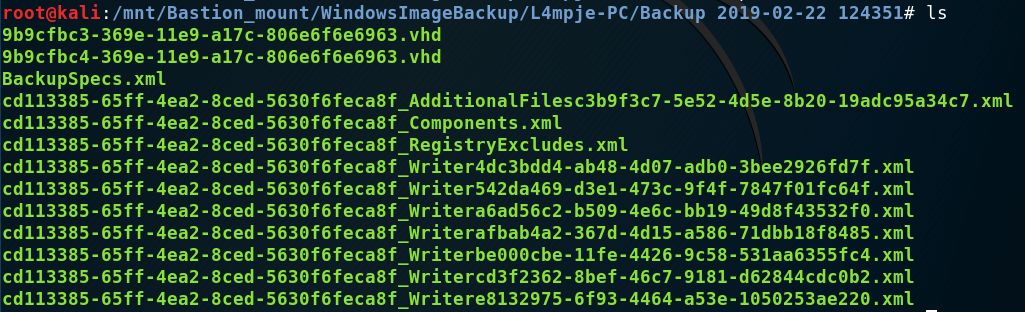 root@kali:/mnt/Bastion_mount/WindowsImageBackup/L4mpje-PC/Backup 2019-02-22 124351# ls
9b9cfbc3-369e-11e9-a17c-806e6f6e6963.vhd
9b9cfbc4-369e-11e9-a17c-806e6f6e6963.vhd
BackupSpecs.xml
cd113385-65ff-4ea2-8ced-5630f6feca8f_AdditionalFilesc3b9f3c7-5e52-4d5e-8b20-19adc95a34c7.xml
cd113385-65ff-4ea2-8ced-5630f6feca8f_Components.xml
cd113385-65ff-4ea2-8ced-5630f6feca8f_RegistryExcludes.xml
cd113385-65ff-4ea2-8ced-5630f6feca8f_Writer4dc3bdd4-ab48-4d07-adb0-3bee2926fd7f.xml
cd113385-65ff-4ea2-8ced-5630f6feca8f_Writer542da469-d3e1-473c-9f4f-7847f01fc64f.xml
cd113385-65ff-4ea2-8ced-5630f6feca8f_Writera6ad56c2-b509-4e6c-bb19-49d8f43532f0.xml
cd113385-65ff-4ea2-8ced-5630f6feca8f_Writerafbab4a2-367d-4d15-a586-71dbb18f8485.xml
cd113385-65ff-4ea2-8ced-5630f6feca8f_Writerbe000cbe-11fe-4426-9c58-531aa6355fc4.xml
cd113385-65ff-4ea2-8ced-5630f6feca8f_Writercd3f2362-8bef-46c7-9181-d62844cdc0b2.xml
cd113385-65ff-4ea2-8ced-5630f6feca8f_Writere8132975-6f93-4464-a53e-1050253ae220.xml